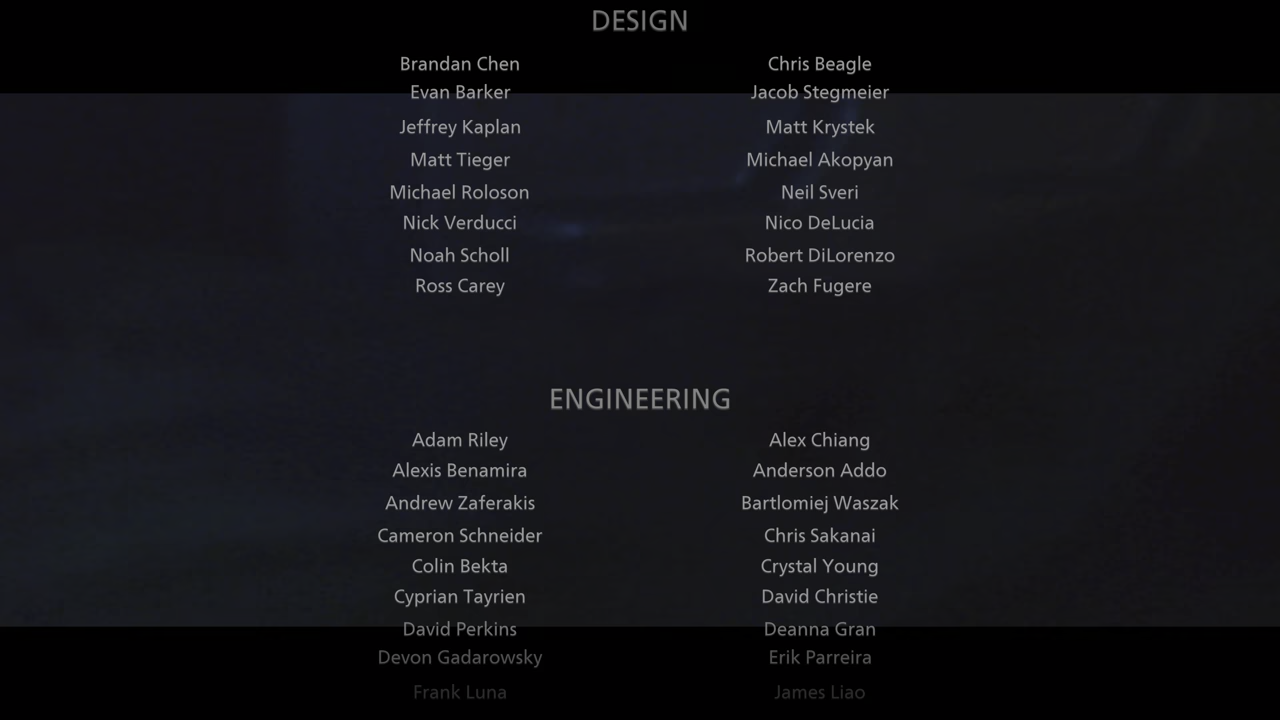 DESIGN
Brandan Chen Chris Beagle
Evan Barker Jacob Stegmeier
Jeffrey Kaplan Matt Krystek
Matt Tieger Michael Akopyan
Michael Roloson Neil Sveri
Nick Verducci Nico DeLucia
Noah Scholl Robert DiLorenzo
Ross Carey Zach Fugere
ENGINEERING
Adam Riley Alex Chiang
Alexis Benamira Anderson Addo
Andrew Zaferakis Bartlomiej Waszak
Cameron Schneider Chris Sakanai
Colin Bekta Crystal Young
Cyprian Tayrien David Christie
David Perkins Deanna Gran
Devon Gadarowsky Erik Parreira
Frank Luna James Liao